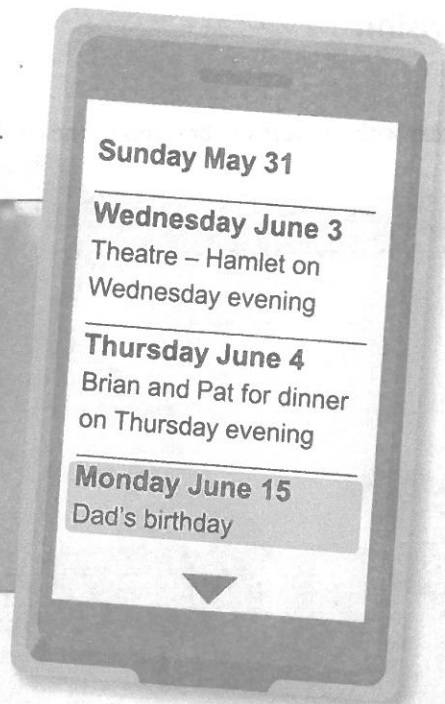 Sunday May 31
Wednesday June 3
Theatre – Hamlet on
Wednesday evening
Thursday June 4
Brian and Pat for dinner
on Thursday evening
Monday June 15
Dad's birthday